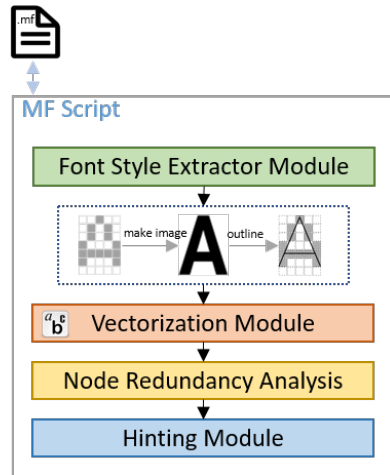 .mf
MF Script
Font Style Extractor Module
A make image A outline A
abc Vectorization Module
Node Redundancy Analysis
Hinting Module